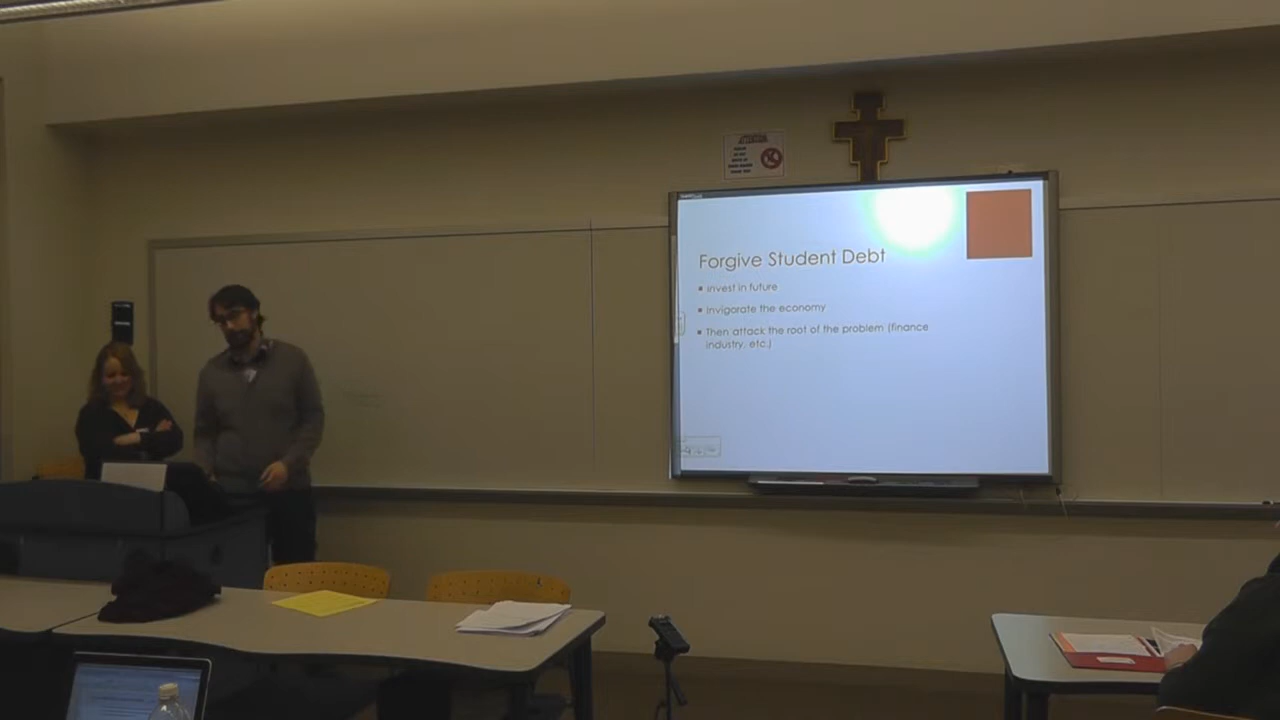 ATTENTION
Forgive Student Debt
Invest in future
Invigorate the economy
Then attack the root of the problem (finance
industry, etc.)